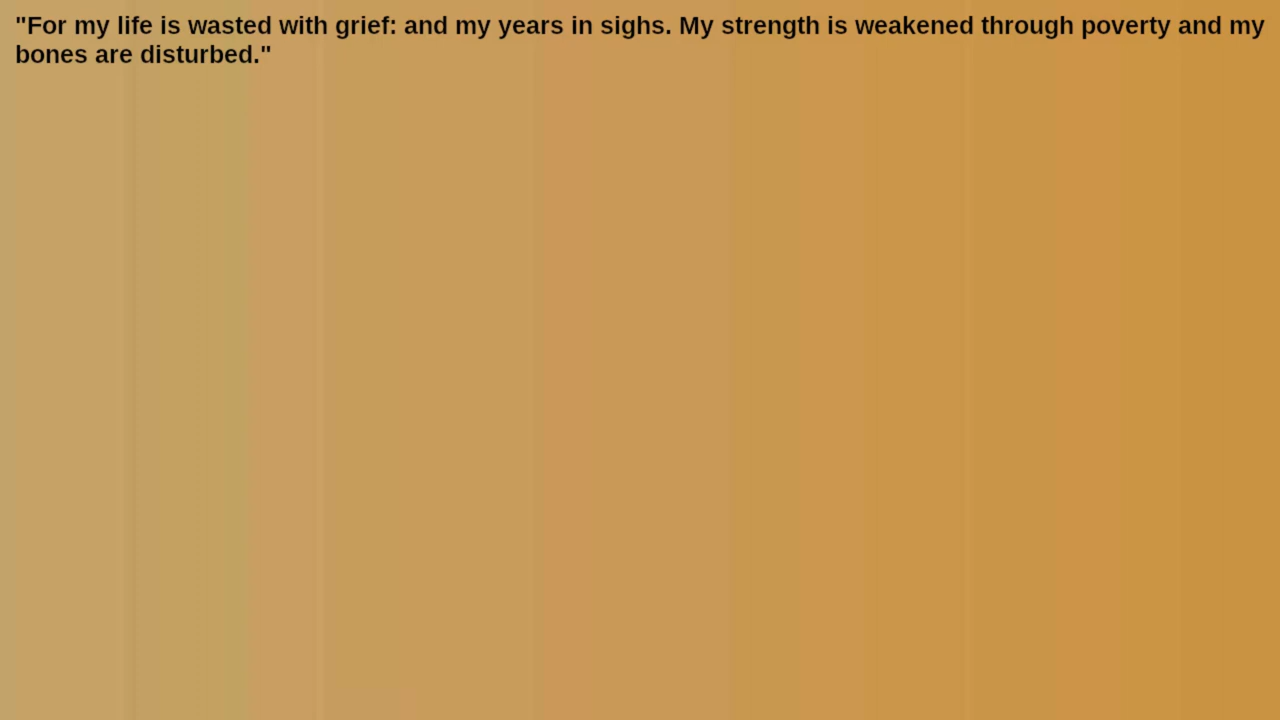 "For my life is wasted with grief: and my years in sighs. My strength is weakened through poverty and my
bones are disturbed."